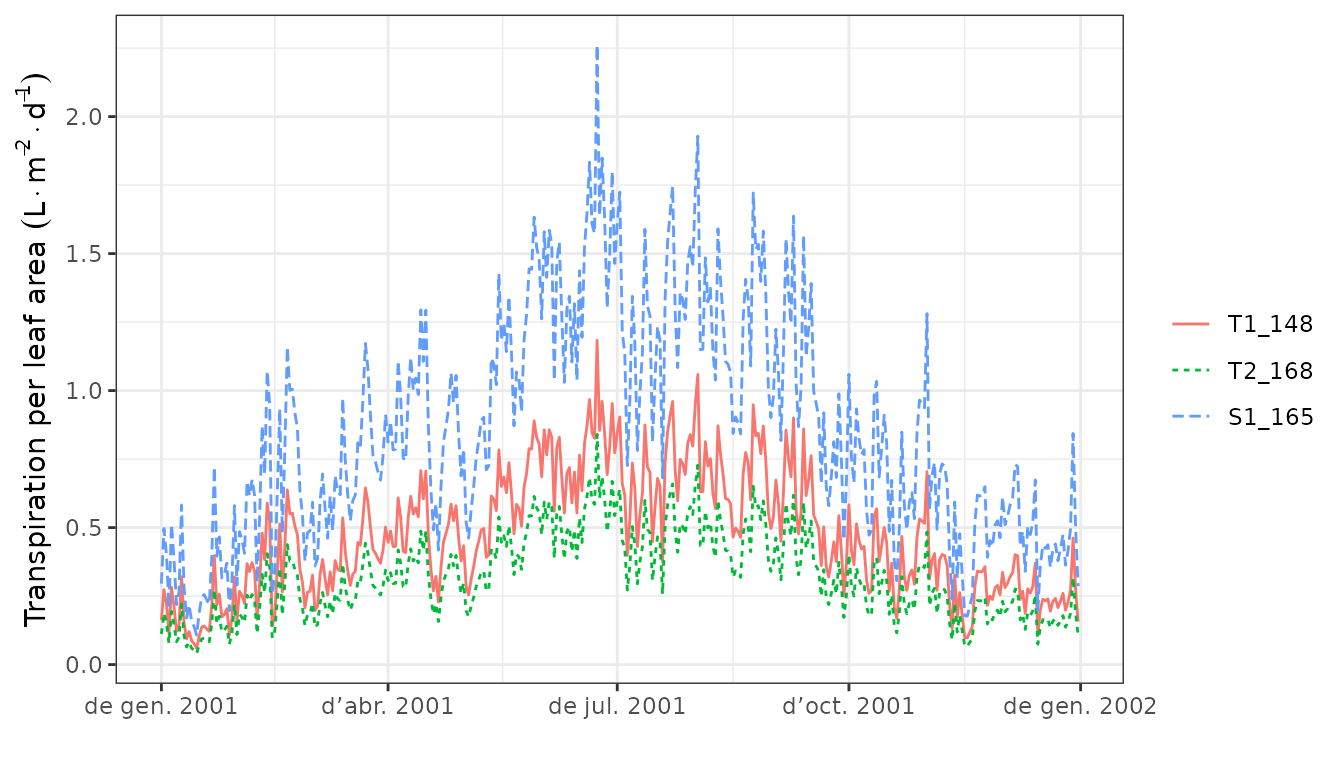 Transpiration per leaf area (L · m⁻² · d⁻¹)
2.0
1.5
1.0
0.5
0.0
de gen. 2001
d’abr. 2001
de jul. 2001
d’oct. 2001
de gen. 2002
T1_148
T2_168
S1_165